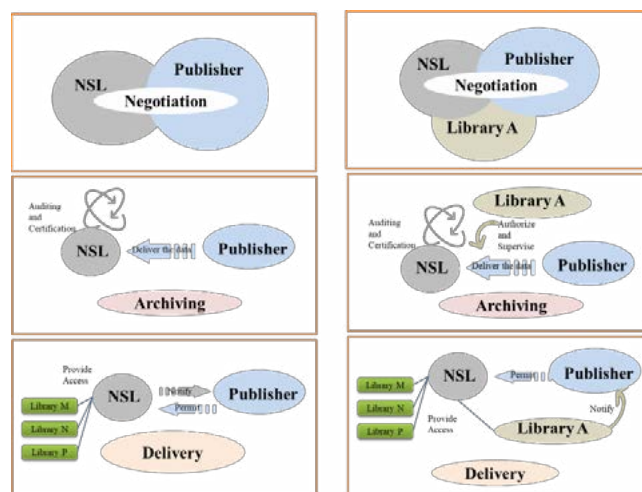 NSL
Publisher
Negotiation
NSL
Publisher
Negotiation
Library A
Auditing
and
Certification
NSL
Deliver the data
Publisher
Archiving
Library A
Auditing
and
Certification
Authorize
and
Supervise
NSL
Deliver the data
Publisher
Archiving
Provide
Access
NSL
Notify
Permit
Publisher
Library M
Library N
Library P
Delivery
NSL
Permit
Publisher
Library M
Library N
Library P
Provide
Access
Notify
Library A
Delivery